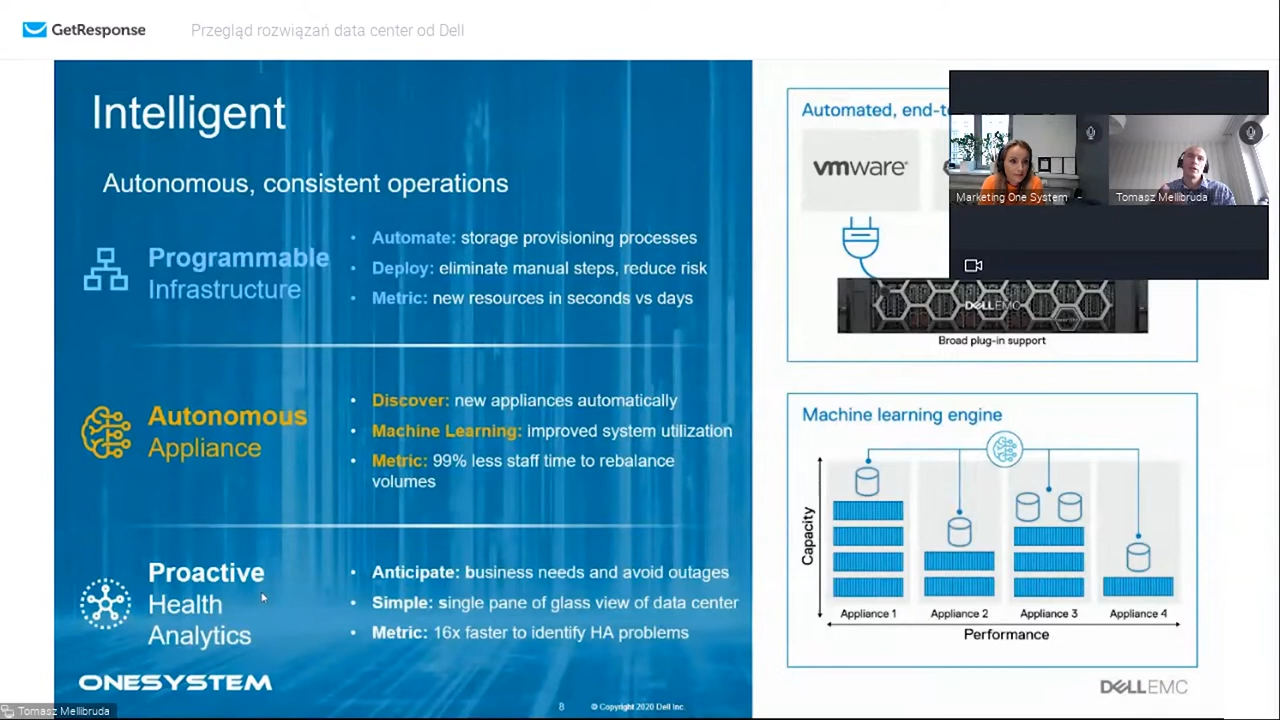 GetResponse
Przegląd rozwiązań data center od Dell
Intelligent
Autonomous, consistent operations
Programmable
Infrastructure
• Automate: storage provisioning processes
• Deploy: eliminate manual steps, reduce risk
• Metric: new resources in seconds vs days
Autonomous
Appliance
• Discover: new appliances automatically
• Machine Learning: improved system utilization
• Metric: 99% less staff time to rebalance
volumes
Proactive
Health
Analytics
• Anticipate: business needs and avoid outages
• Simple: single pane of glass view of data center
• Metric: 16x faster to identify HA problems
ONESYSTEM
8
© Copyright 2020 Dell Inc.
Tomasz Mellibruda
Automated,
vmware®
Marketing One System
Tomasz Mellibruda
DELLEMC
Broad plug-in support
Machine learning engine
Capacity
Appliance 1
Appliance 2
Appliance 3
Appliance 4
Performance
DELLEMC